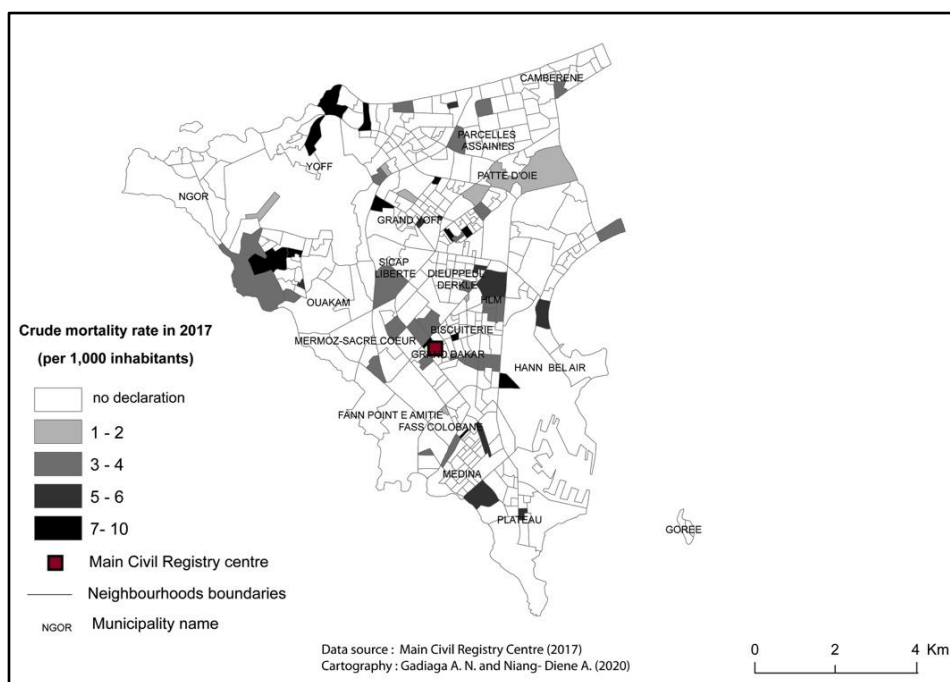 CAMBERENE
PARCELLES
ASSAINIES
YOFF
PATTE D'OIE
NGOR
GRAND YOFF
SICAP
LIBERTE
DIEUPPEUL
DERKLE
HLM
OUAKAM
BISCUITERIE
MERMOZ-SACRE COEUR
GRAND DAKAR
HANN BEL AIR
FANN POINT E AMITIE
FASS COLOBANE
MEDINA
PLATEAU
GOREE
Crude mortality rate in 2017
(per 1,000 inhabitants)
no declaration
1 - 2
3 - 4
5 - 6
7- 10
Main Civil Registry centre
Neighbourhoods boundaries
NGOR Municipality name
Data source : Main Civil Registry Centre (2017)
Cartography : Gadiaga A. N. and Niang- Diene A. (2020)
0 2 4 Km